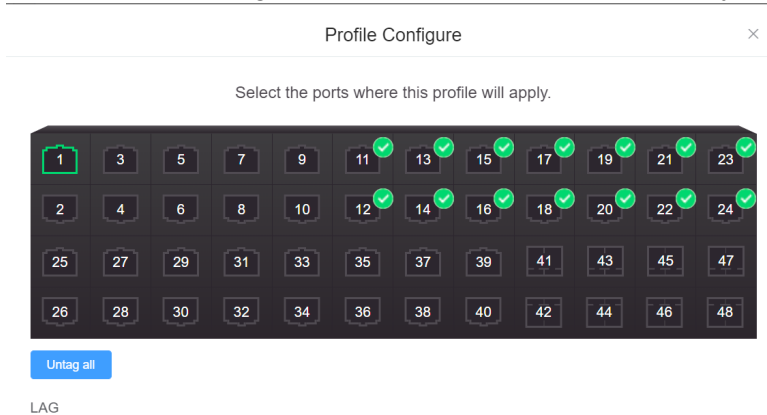 Profile Configure
Select the ports where this profile will apply.
1 3 5 7 9 11 13 15 17 19 21 23
2 4 6 8 10 12 14 16 18 20 22 24
25 27 29 31 33 35 37 39 41 43 45 47
26 28 30 32 34 36 38 40 42 44 46 48
Untag all
LAG